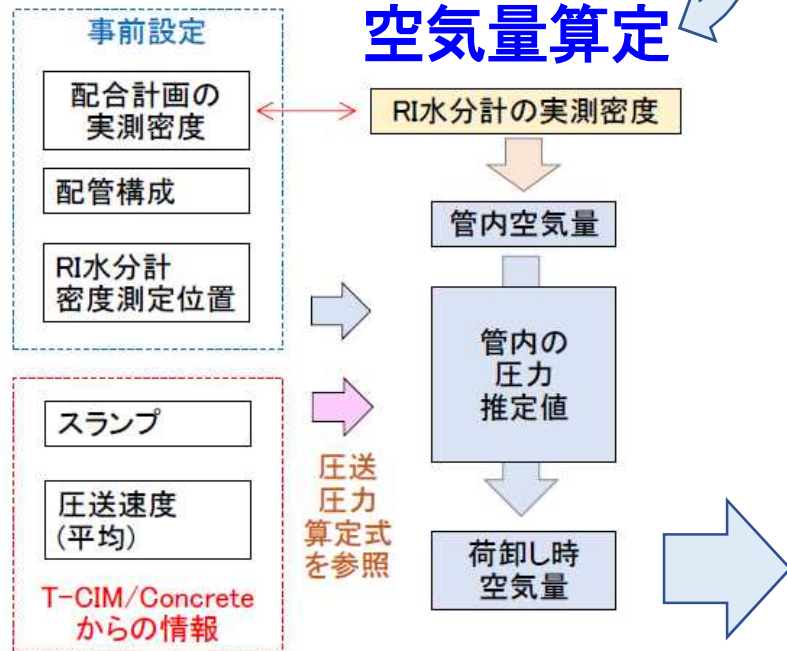 空気量算定
事前設定
配合計画の
実測密度
配管構成
RI水分計
密度測定位置
スランプ
圧送速度
(平均)
T-CIM/Concrete
からの情報
圧送
圧力
算定式
を参照
RI水分計の実測密度
管内空気量
管内の
圧力
推定値
荷卸し時
空気量